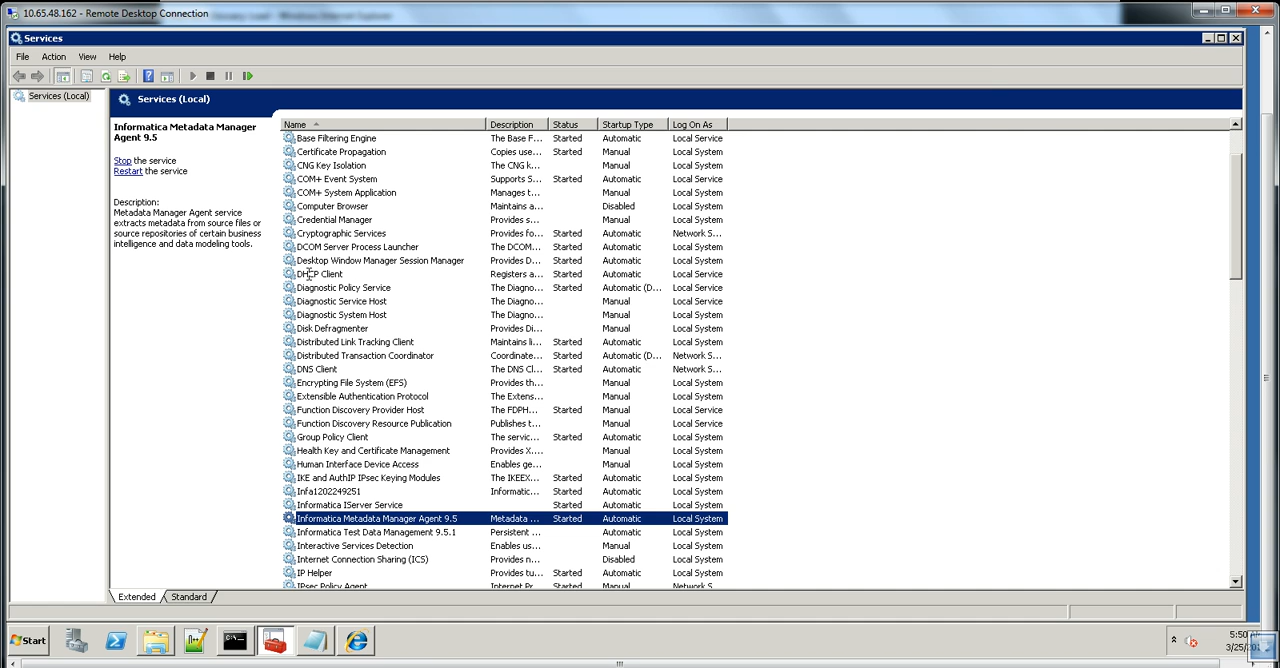 10.65.48.162 - Remote Desktop Connection
Services
File Action View Help
Services (Local)
Services (Local)
Informatica Metadata Manager
Agent 9.5
Stop the service
Restart the service
Description:
Metadata Manager Agent service
extracts metadata from source files or
source repositories of certain business
intelligence and data modeling tools.
Name Description Status Startup Type Log On As
Base Filtering Engine The Base F... Started Automatic Local Service
Certificate Propagation Copies use... Started Manual Local System
CNG Key Isolation The CNG k... Manual Local System
COM+ Event System Supports S... Started Automatic Local Service
COM+ System Application Manages t... Manual Local System
Computer Browser Maintains a... Disabled Local System
Credential Manager Provides s... Manual Local System
Cryptographic Services Provides fo... Started Automatic Network S...
DCOM Server Process Launcher The DCOM... Started Automatic Local System
Desktop Window Manager Session Manager Provides D... Started Automatic Local System
DHCP Client Registers a... Started Automatic Local Service
Diagnostic Policy Service The Diagno... Started Automatic (D... Local Service
Diagnostic Service Host The Diagno... Manual Local Service
Diagnostic System Host The Diagno... Manual Local System
Disk Defragmenter Provides Di... Manual Local System
Distributed Link Tracking Client Maintains li... Started Automatic Local System
Distributed Transaction Coordinator Coordinate... Started Automatic (D... Network S...
DNS Client The DNS Cl... Started Automatic Network S...
Encrypting File System (EFS) Provides th... Manual Local System
Extensible Authentication Protocol The Extens... Manual Local System
Function Discovery Provider Host The FDPH... Started Manual Local Service
Function Discovery Resource Publication Publishes t... Manual Local Service
Group Policy Client The servic... Started Automatic Local System
Health Key and Certificate Management Provides X.... Manual Local System
Human Interface Device Access Enables ge... Manual Local System
IKE and AuthIP IPsec Keying Modules The IKEEX... Started Automatic Local System
Infa1202249251 Informatic... Automatic Local System
Informatica IServer Service Started Automatic Local System
Informatica Metadata Manager Agent 9.5 Metadata ... Started Automatic Local System
Informatica Test Data Management 9.5.1 Persistent ... Automatic Local System
Interactive Services Detection Enables us... Manual Local System
Internet Connection Sharing (ICS) Provides n... Disabled Local System
IP Helper Provides tu... Started Automatic Local System
IPsec Policy Agent Internet Pr... Started Manual Network S...
Extended Standard
Start
5:50
3/25/